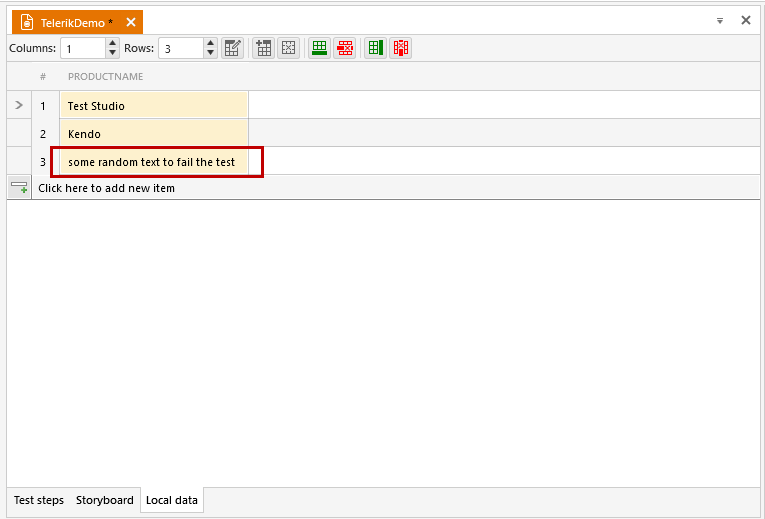 TelerikDemo *
Columns: 1 Rows: 3
# PRODUCTNAME
1 Test Studio
2 Kendo
3 some random text to fail the test
Click here to add new item
Test steps Storyboard Local data